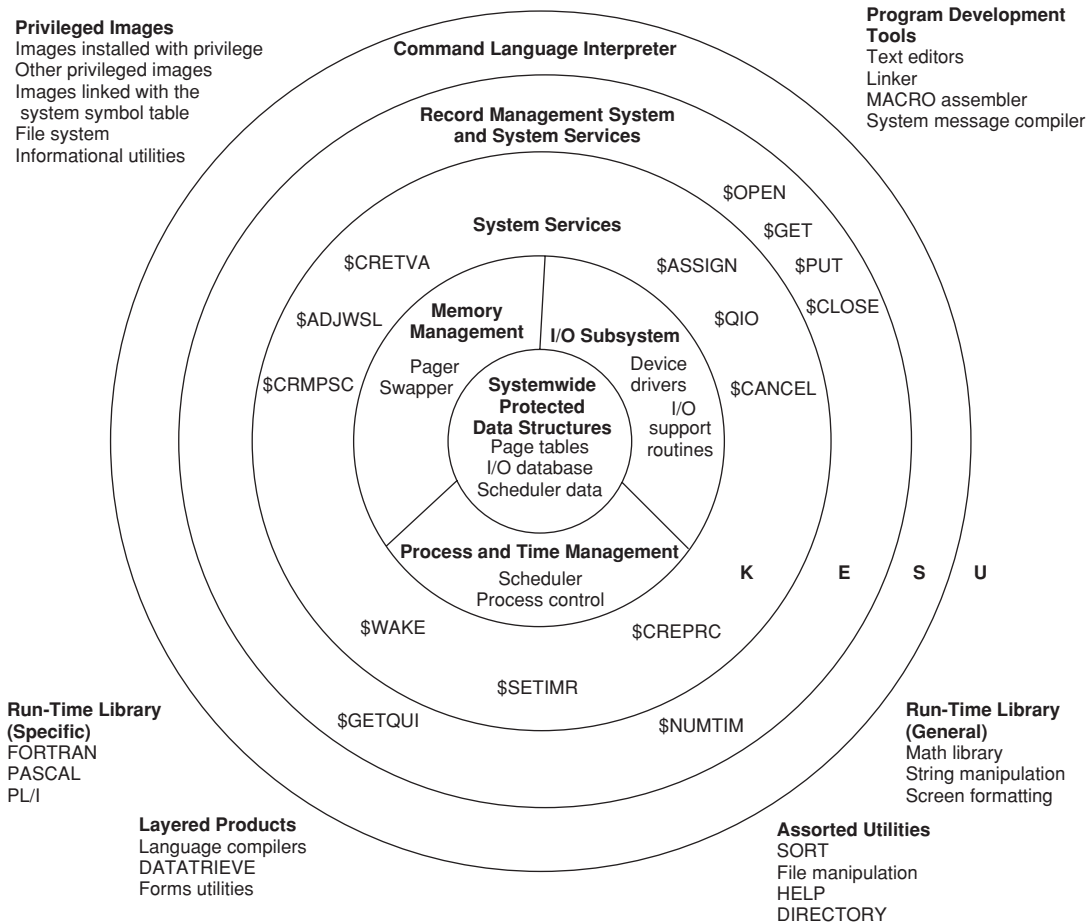 Privileged Images
Images installed with privilege
Other privileged images
Images linked with the
system symbol table
File system
Informational utilities
Program Development
Tools
Text editors
Linker
MACRO assembler
System message compiler
Command Language Interpreter
Record Management System
and System Services
$OPEN
$GET
$PUT
$CLOSE
System Services
$CRETVA
$ADJWSL
$CRMPSC
$ASSIGN
$QIO
$CANCEL
Memory
Management
Pager
Swapper
I/O Subsystem
Device
drivers
I/O
support
routines
Systemwide
Protected
Data Structures
Page tables
I/O database
Scheduler data
Process and Time Management
Scheduler
Process control
K
E
S
U
$WAKE
$CREPRC
$SETIMR
$GETQUI
$NUMTIM
Run-Time Library
(Specific)
FORTRAN
PASCAL
PL/I
Run-Time Library
(General)
Math library
String manipulation
Screen formatting
Layered Products
Language compilers
DATATRIEVE
Forms utilities
Assorted Utilities
SORT
File manipulation
HELP
DIRECTORY